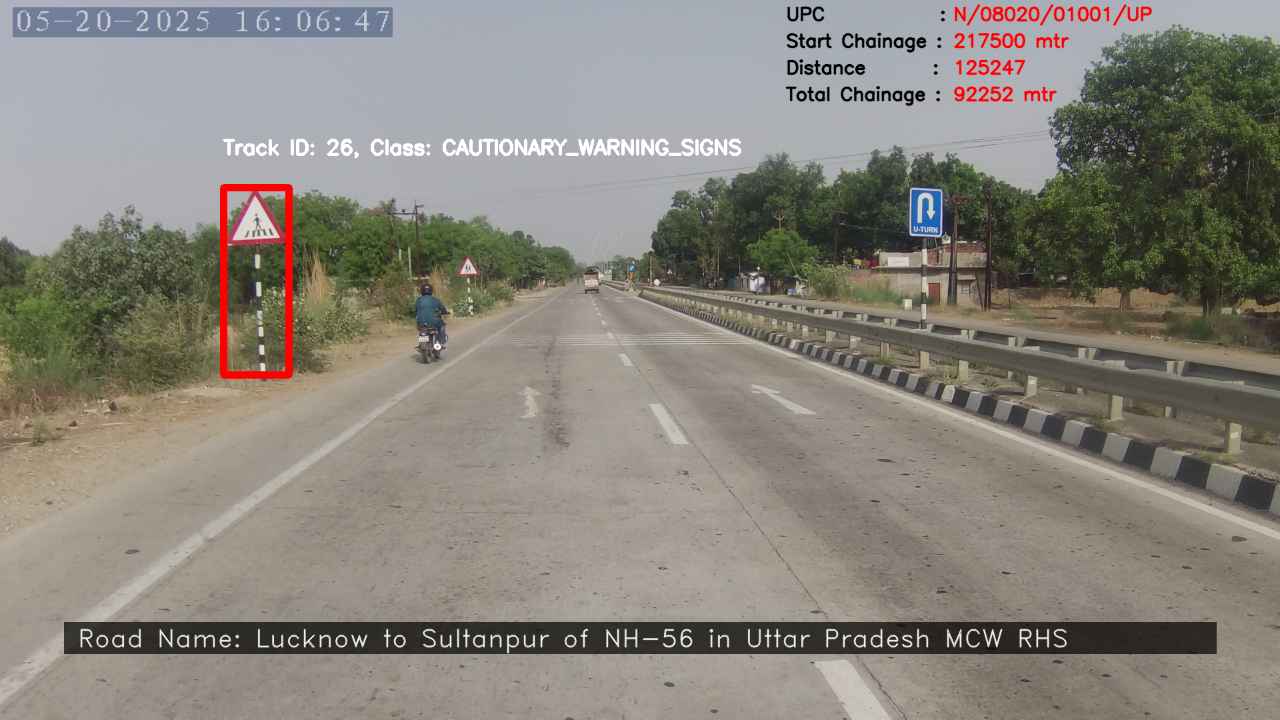 05-20-2025 16:06:47
UPC : N/08020/01001/UP
Start Chainage : 217500 mtr
Distance : 125247
Total Chainage : 92252 mtr
Track ID: 26, Class: CAUTIONARY_WARNING_SIGNS
U-TURN
Road Name: Lucknow to Sultanpur of NH-56 in Uttar Pradesh MCW RHS